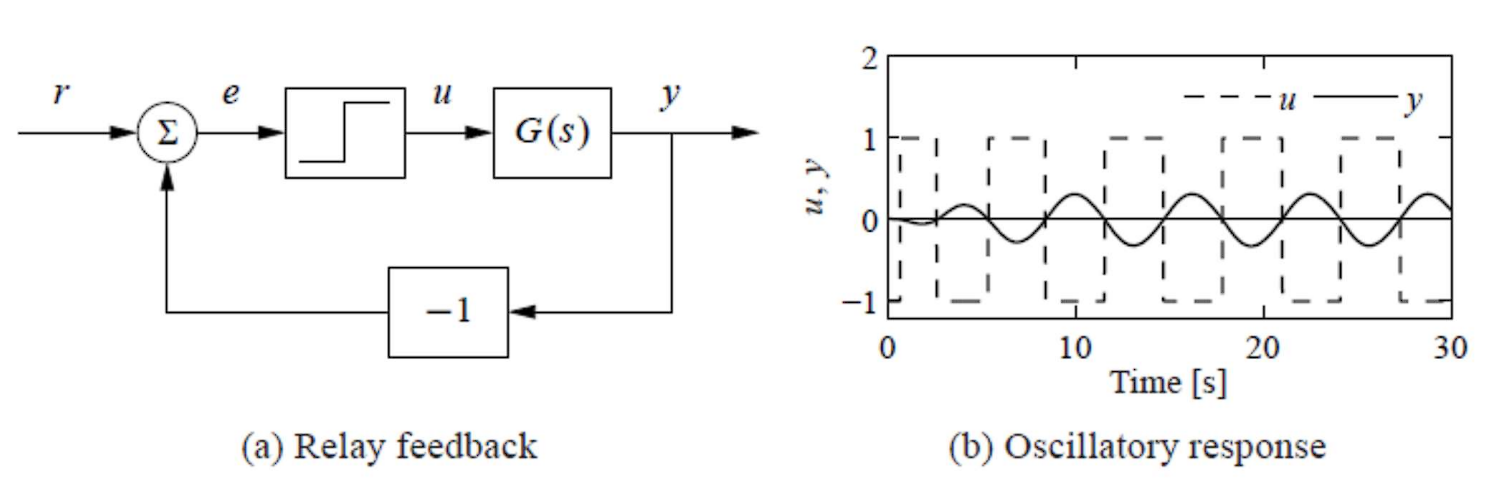 r
e
u
y
Σ
G(s)
−1
(a) Relay feedback
2
1
0
−1
u, y
u
y
0
10
20
30
Time [s]
(b) Oscillatory response